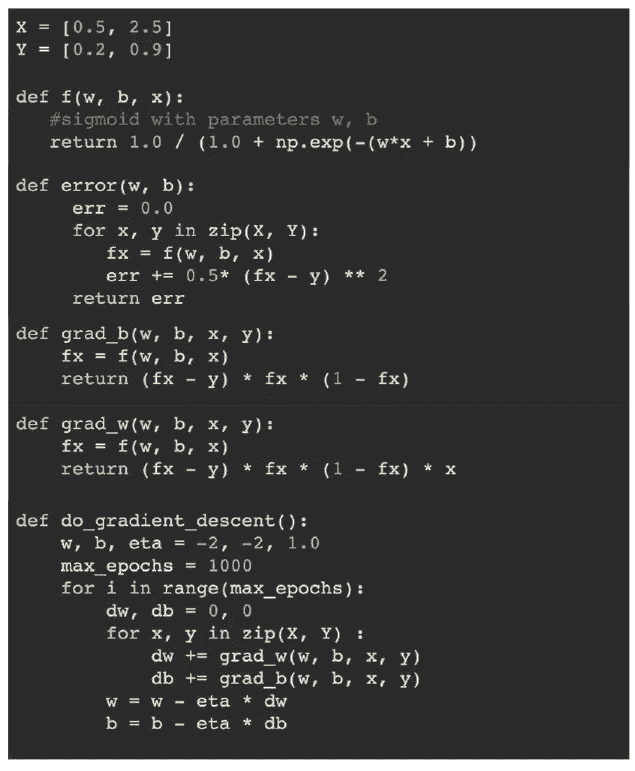 X = [0.5, 2.5]
Y = [0.2, 0.9]
def f(w, b, x):
#sigmoid with parameters w, b
return 1.0 / (1.0 + np.exp(-(w*x + b))
def error(w, b):
err = 0.0
for x, y in zip(X, Y):
fx = f(w, b, x)
err += 0.5* (fx - y) ** 2
return err
def grad_b(w, b, x, y):
fx = f(w, b, x)
return (fx - y) * fx * (1 - fx)
def grad_w(w, b, x, y):
fx = f(w, b, x)
return (fx - y) * fx * (1 - fx) * x
def do_gradient_descent():
w, b, eta = -2, -2, 1.0
max_epochs = 1000
for i in range(max_epochs):
dw, db = 0, 0
for x, y in zip(X, Y) :
dw += grad_w(w, b, x, y)
db += grad_b(w, b, x, y)
w = w - eta * dw
b = b - eta * db